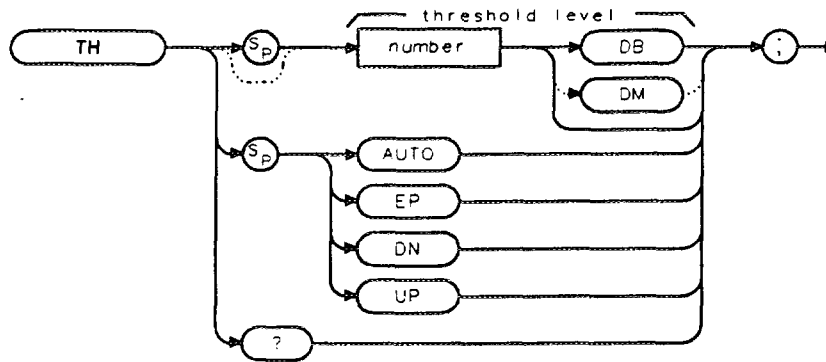 threshold level
TH Sp number DB ;
DM
Sp AUTO
EP
DN
UP
?